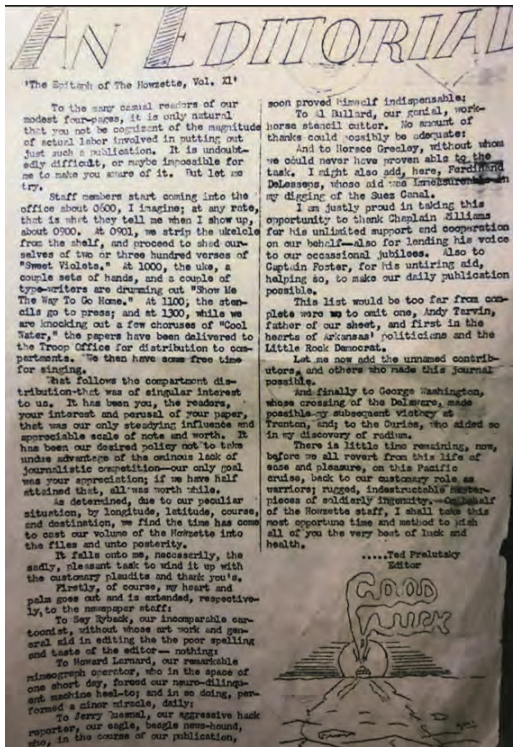 AN EDITORIAL
'The Epitaph of The Howzette, Vol. XI'
To the many casual readers of our
modest four-pages, it is only natural
that you not be cognizant of the magnitude
of actual labor involved in putting out
just such a publication. It is undoubt-
edly difficult, or maybe impossible for
me to make you aware of it. But let me
try.
Staff members start coming into the
office about 0600, I imagine; at any rate,
that is what they tell me when I show up,
about 0900. At 0901, we strip the ukelele
from the shelf, and proceed to shed our-
selves of two or three hundred verses of
"Sweet Violets." At 1000, the uke, a
couple sets of hands, and a couple of
type-writers are drumming out "Show Me
The Way To Go Home." At 1100; the sten-
cils go to press; and at 1300, while we
are knocking out a few choruses of "Cool
Water," the papers have been delivered to
the Troop Office for distribution to com-
partments. We then have some free time
for singing.
What follows the compartment dis-
tribution-that was of singular interest
to us. It has been you, the readers,
your interest and perusal of your paper,
that was our only steadying influence and
appreciable scale of note and worth. It
has been our desired policy not to take
undue advantage of the ominous lack of
journalistic competition—our only goal
was your appreciation; if we have half
attained that, all was worth while.
As determined, due to our peculiar
situation, by longitude, latitude, course,
and destination, we find the time has come
to cast our volume of the Howzette into
the files and unto posterity.
It falls onto me, neccesarily, the
sadly, pleasant task to wind it up with
the customary plaudits and thank you's.
Firstly, of course, my heart and
palm goes out and is extended, respective-
ly, to the newspaper staff:
To Ryback, our incomparable car-
toonist, without whose art work and gen-
eral aid in editing the the poor spelling
and taste of the editor— nothing:
To Howard Larnard, our remarkable
mimeograph operator, who in the space of
one short day, forced our neuro-delinqu-
ent machine heel-to; and in so doing, per-
formed a minor miracle, daily:
To Jerry our aggressive hack
reporter, our eagle, beagle news-hound,
who, in the course of our publication,
soon proved himself indispensable:
To Al Bullard, our genial, work-
horse stencil cutter. No amount of
thanks could possibly be adequate:
And to Horace Greeley, without whom
we could never have proven able to the
task. I might also add, here, Ferdinand
DeLesseps, whose aid was immeasurable in
my digging of the Suez Canal.
I am justly proud in taking this
opportunity to thank Chaplain Williams
for his unlimited support and cooperation
on our behalf—also for lending his voice
to our occassional jubilees. Also to
Captain Foster, for his untiring aid,
helping so, to make our daily publication
possible.
This list would be too far from com-
plete were we to omit one, Andy Tarvin,
father of our sheet, and first in the
hearts of Arkansas' politicians and the
Little Rock Democrat.
Let me now add the unnamed contrib-
utors, and others who made this journal
possible.
And finally to George Washington,
whose crossing of the Delaware, made
possible my subsequent victory at
Trenton, and; to the Curies, who aided so
in my discovery of radium.
There is little time remaining, now,
before we all revert from this life of
ease and pleasure, on this Pacific
cruise, back to our customary role as
warriors; rugged, indestructable master-
pieces of soldierly ingenuity.—On behalf
of the Howzette staff, I shall take this
most opportune time and method to wish
all of you the very best of luck and
health.
.....Ted Prelutsky
Editor
GOOD
LUCK